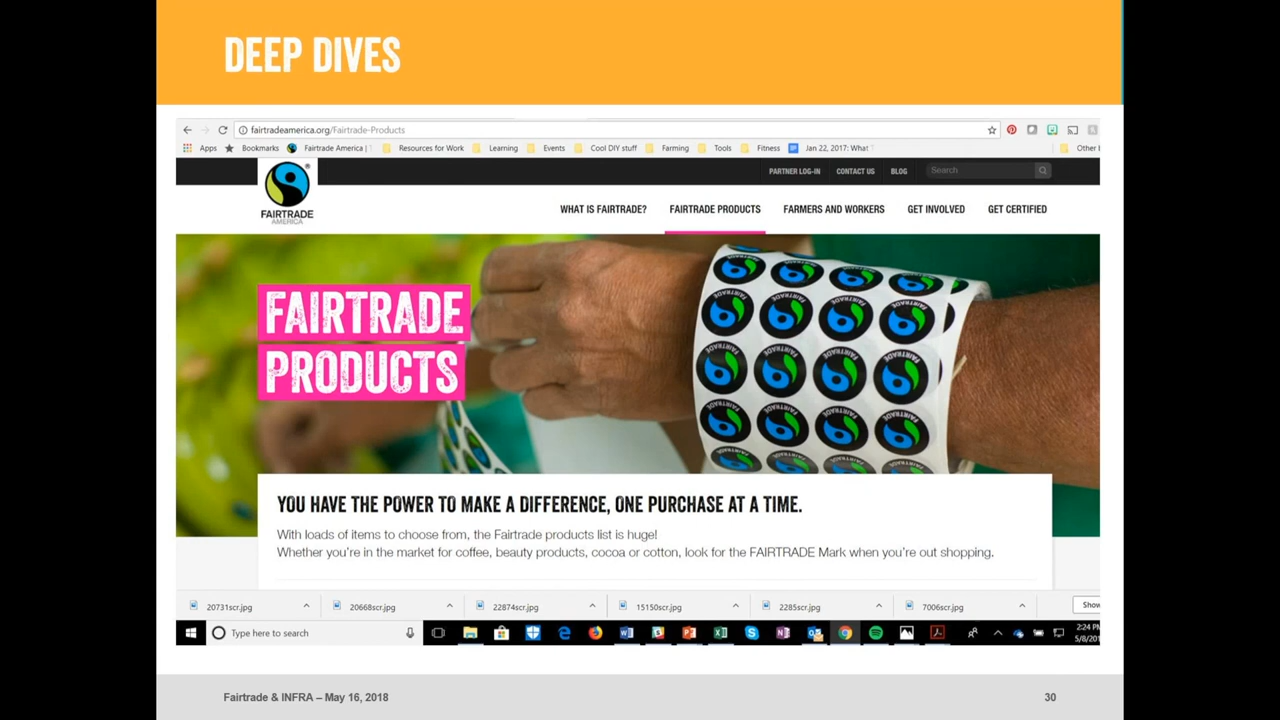 DEEP DIVES
fairtradeamerica.org/Fairtrade-Products
Apps Bookmarks Fairtrade America | Resources for Work Learning Events Cool DIY stuff Farming Tools Fitness Jan 22, 2017: What Other
PARTNER LOG-IN CONTACT US BLOG Search
FAIRTRADE
AMERICA
WHAT IS FAIRTRADE? FAIRTRADE PRODUCTS FARMERS AND WORKERS GET INVOLVED GET CERTIFIED
FAIRTRADE
PRODUCTS
YOU HAVE THE POWER TO MAKE A DIFFERENCE, ONE PURCHASE AT A TIME.
With loads of items to choose from, the Fairtrade products list is huge!
Whether you're in the market for coffee, beauty products, cocoa or cotton, look for the FAIRTRADE Mark when you're out shopping.
20731scr.jpg 20668scr.jpg 22874scr.jpg 15150scr.jpg 2285scr.jpg 7006scr.jpg Show
Type here to search
2:24 PM
5/8/201
Fairtrade & INFRA – May 16, 2018
30